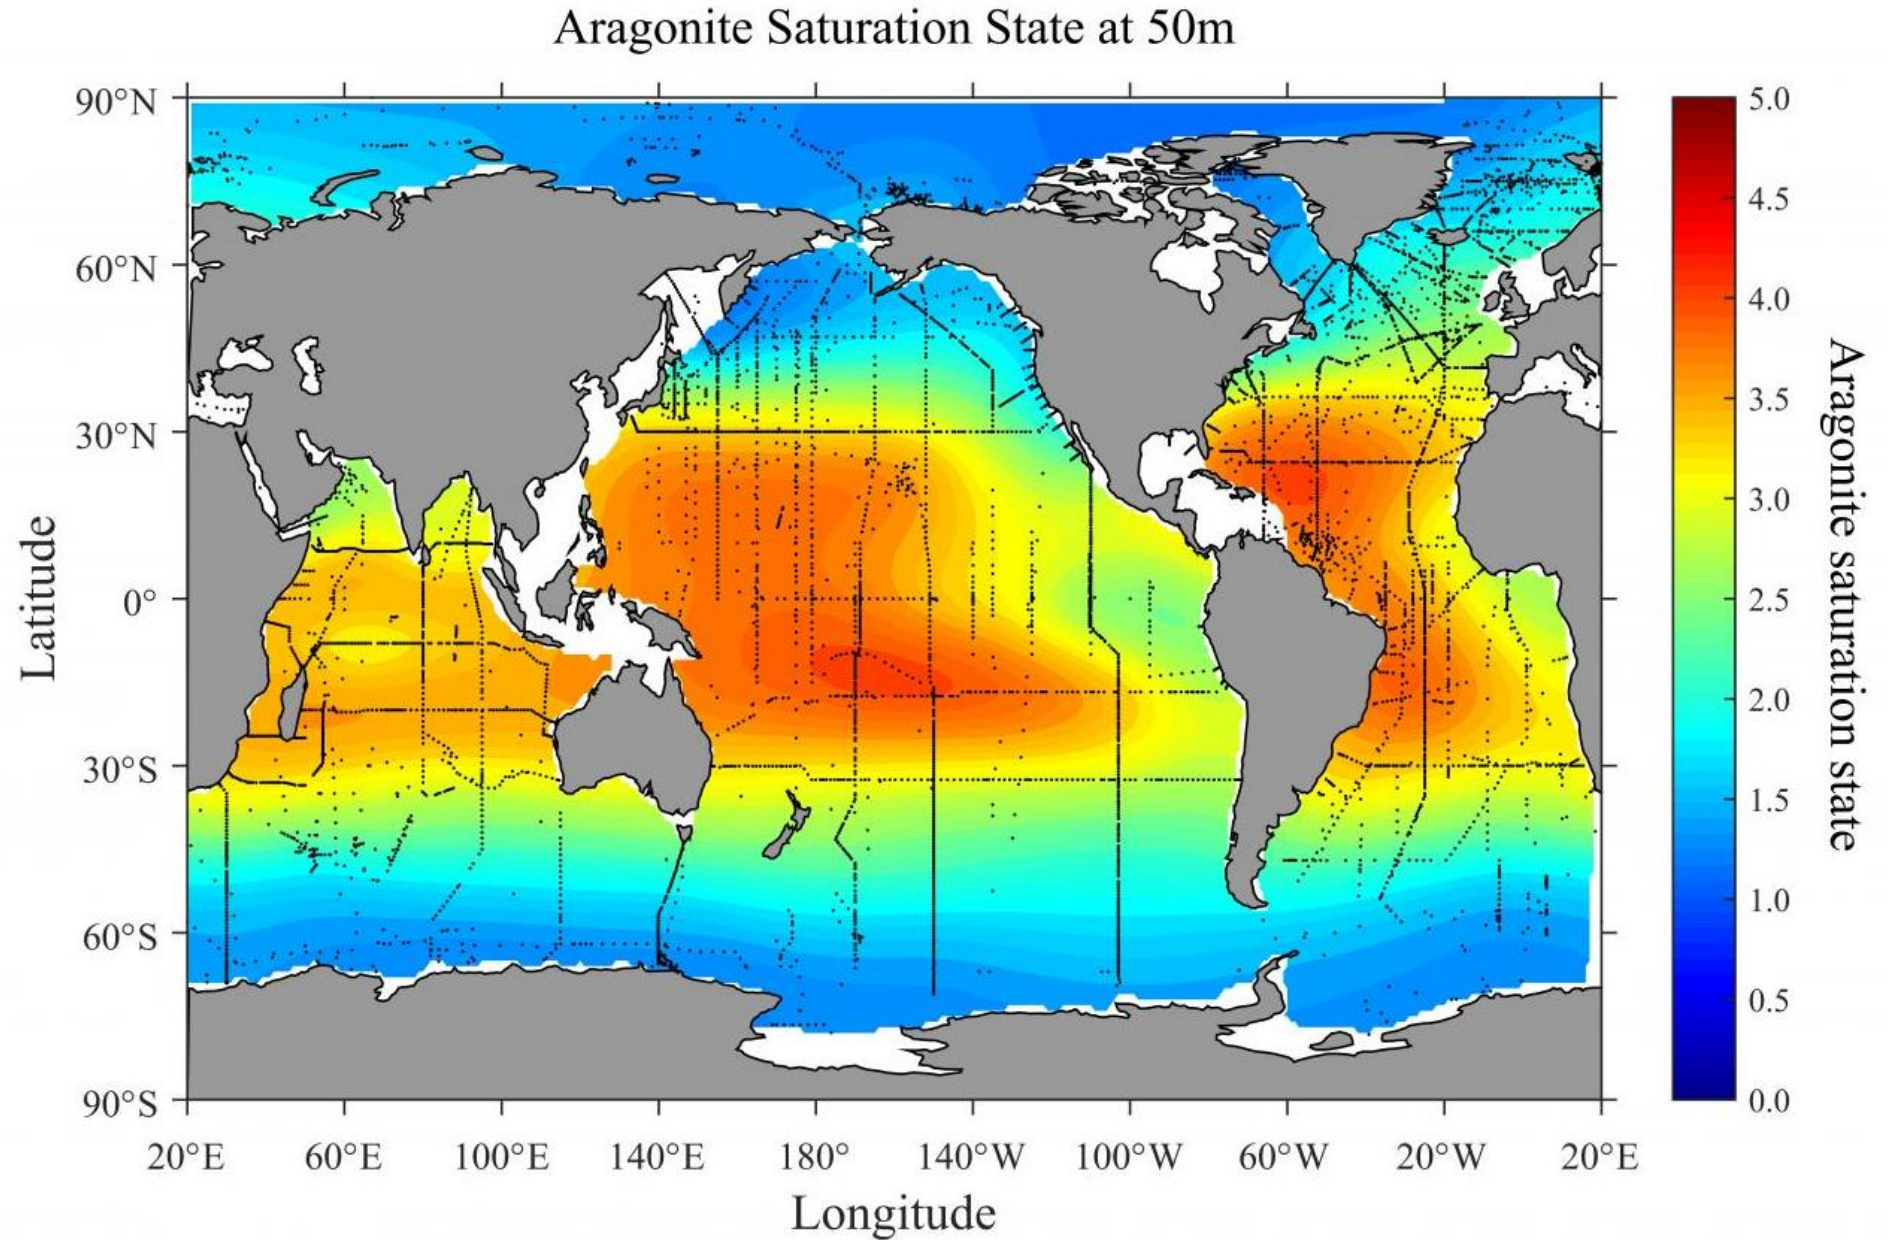 Aragonite Saturation State at 50m
90°N
60°N
30°N
0°
30°S
60°S
90°S
Latitude
20°E
60°E
100°E
140°E
180°
140°W
100°W
60°W
20°W
20°E
Longitude
5.0
4.5
4.0
3.5
3.0
2.5
2.0
1.5
1.0
0.5
0.0
Aragonite saturation state